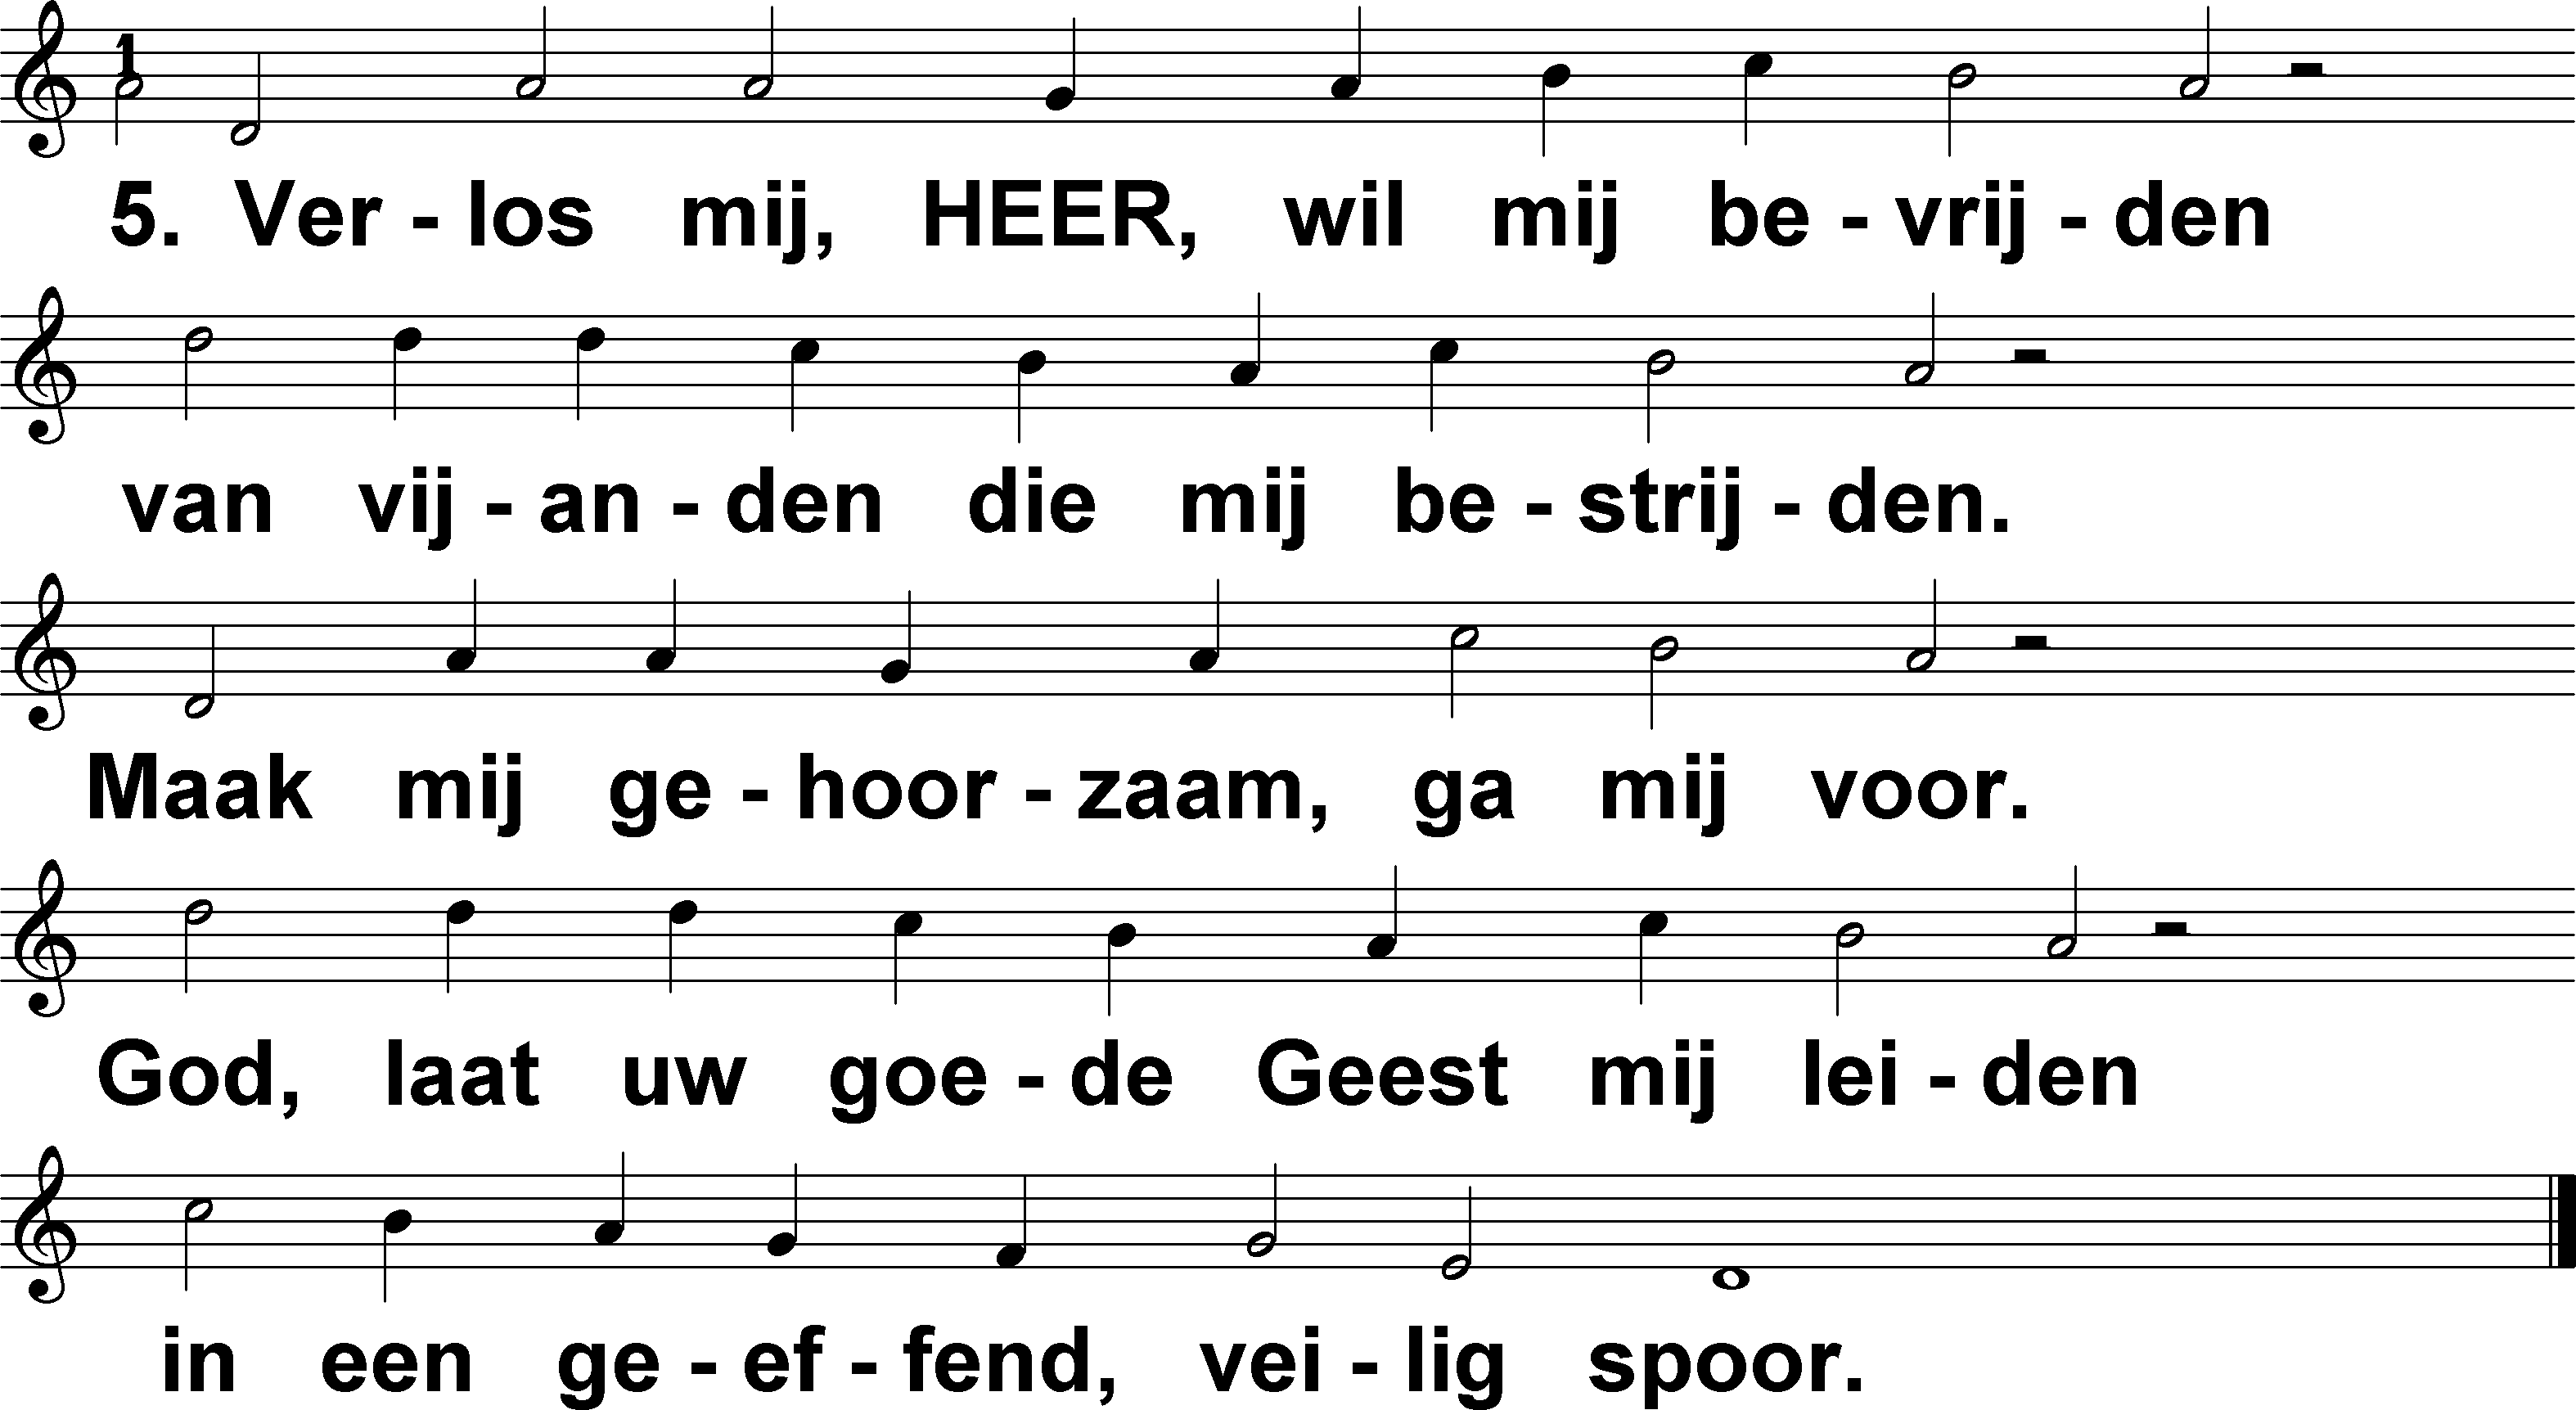 1
5. Ver - los mij, HEER, wil mij be - vrij - den
van vij - an - den die mij be - strij - den.
Maak mij ge - hoor - zaam, ga mij voor.
God, laat uw goe - de Geest mij lei - den
in een ge - ef - fend, vei - lig spoor.